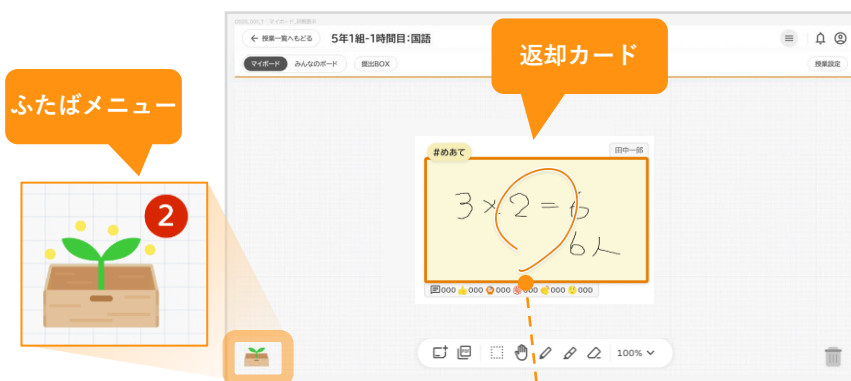 5年1組-1時間目:国語
← 授業一覧へもどる
返却カード
マイボード みんなのボード 提出BOX
授業設定
ふたばメニュー
#めあて
田中一郎
3×2=6
6人
2
000 000 000 000 000 000
100%